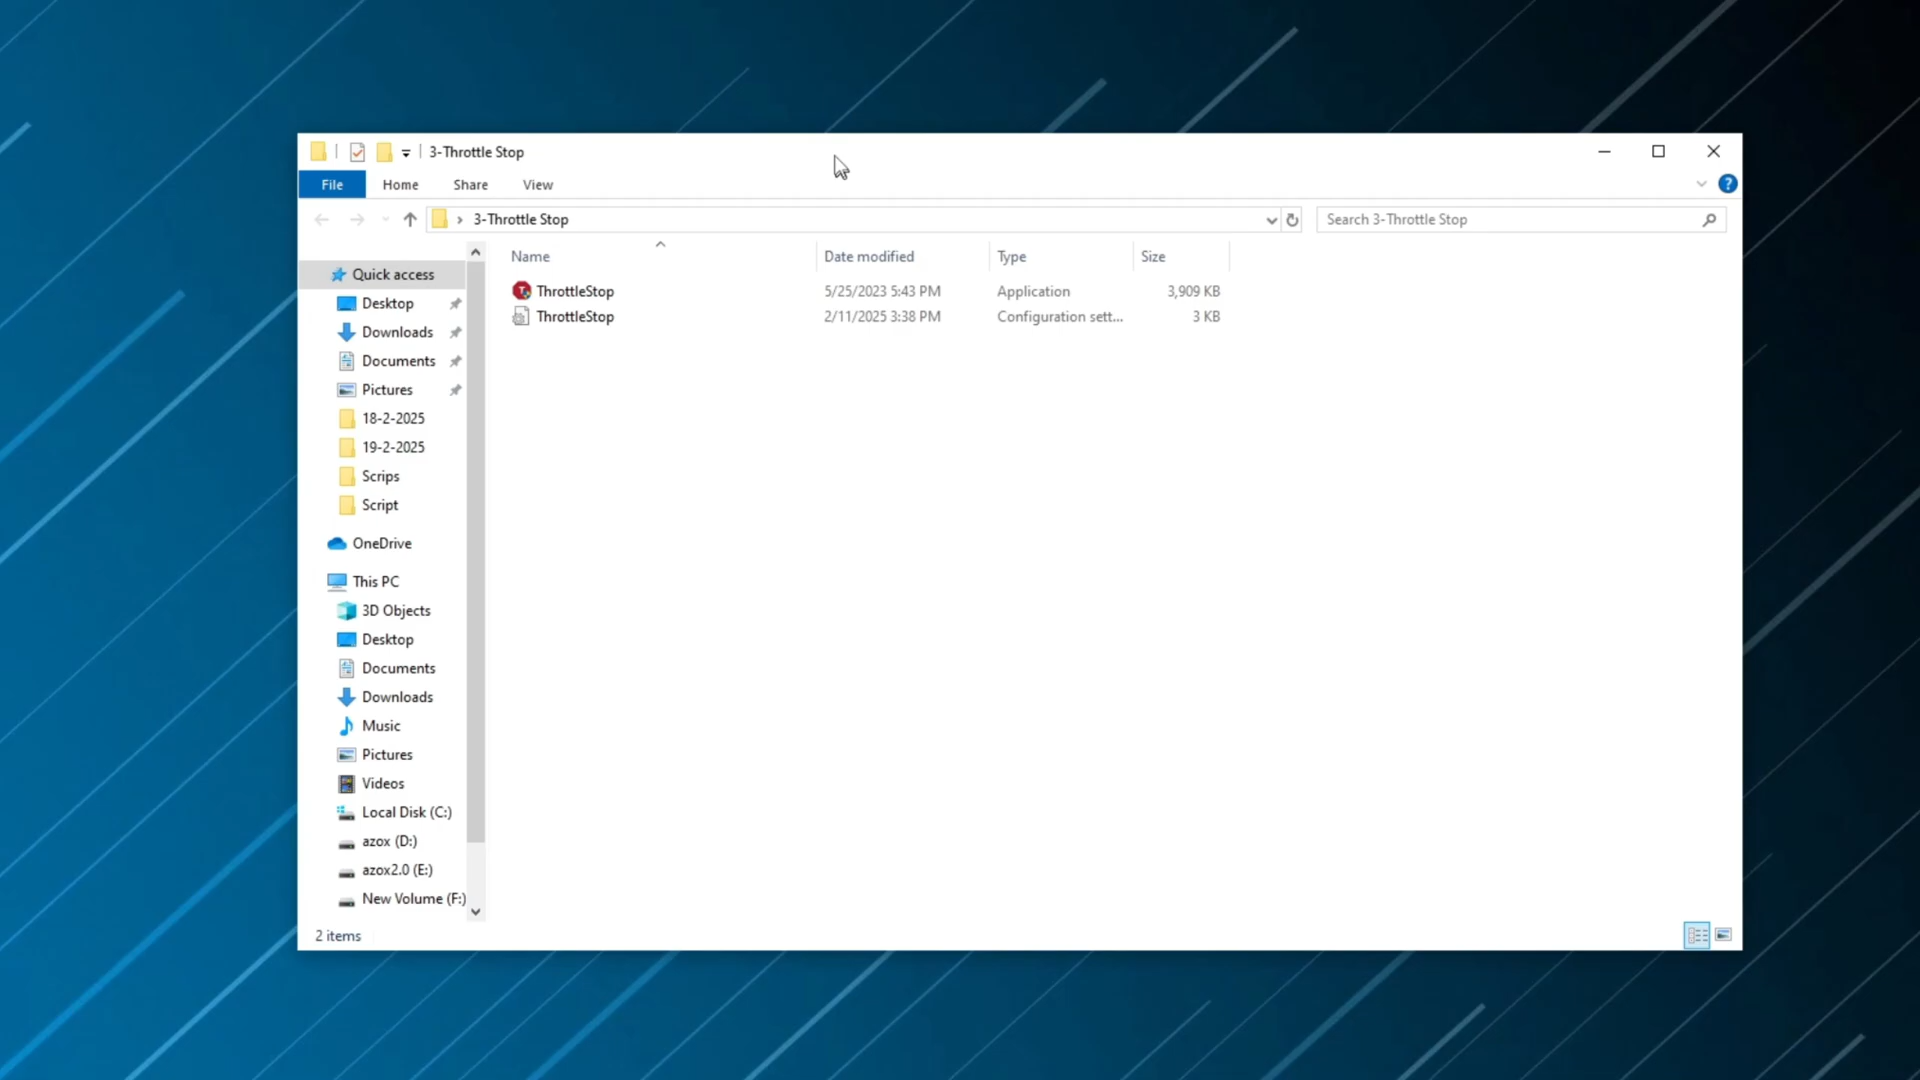 3-Throttle Stop
File Home Share View
3-Throttle Stop
Search 3-Throttle Stop
Name Date modified Type Size
ThrottleStop 5/25/2023 5:43 PM Application 3,909 KB
ThrottleStop 2/11/2025 3:38 PM Configuration sett... 3 KB
Quick access
Desktop
Downloads
Documents
Pictures
18-2-2025
19-2-2025
Scrips
Script
OneDrive
This PC
3D Objects
Desktop
Documents
Downloads
Music
Pictures
Videos
Local Disk (C:)
azox (D:)
azox2.0 (E:)
New Volume (F:)
2 items